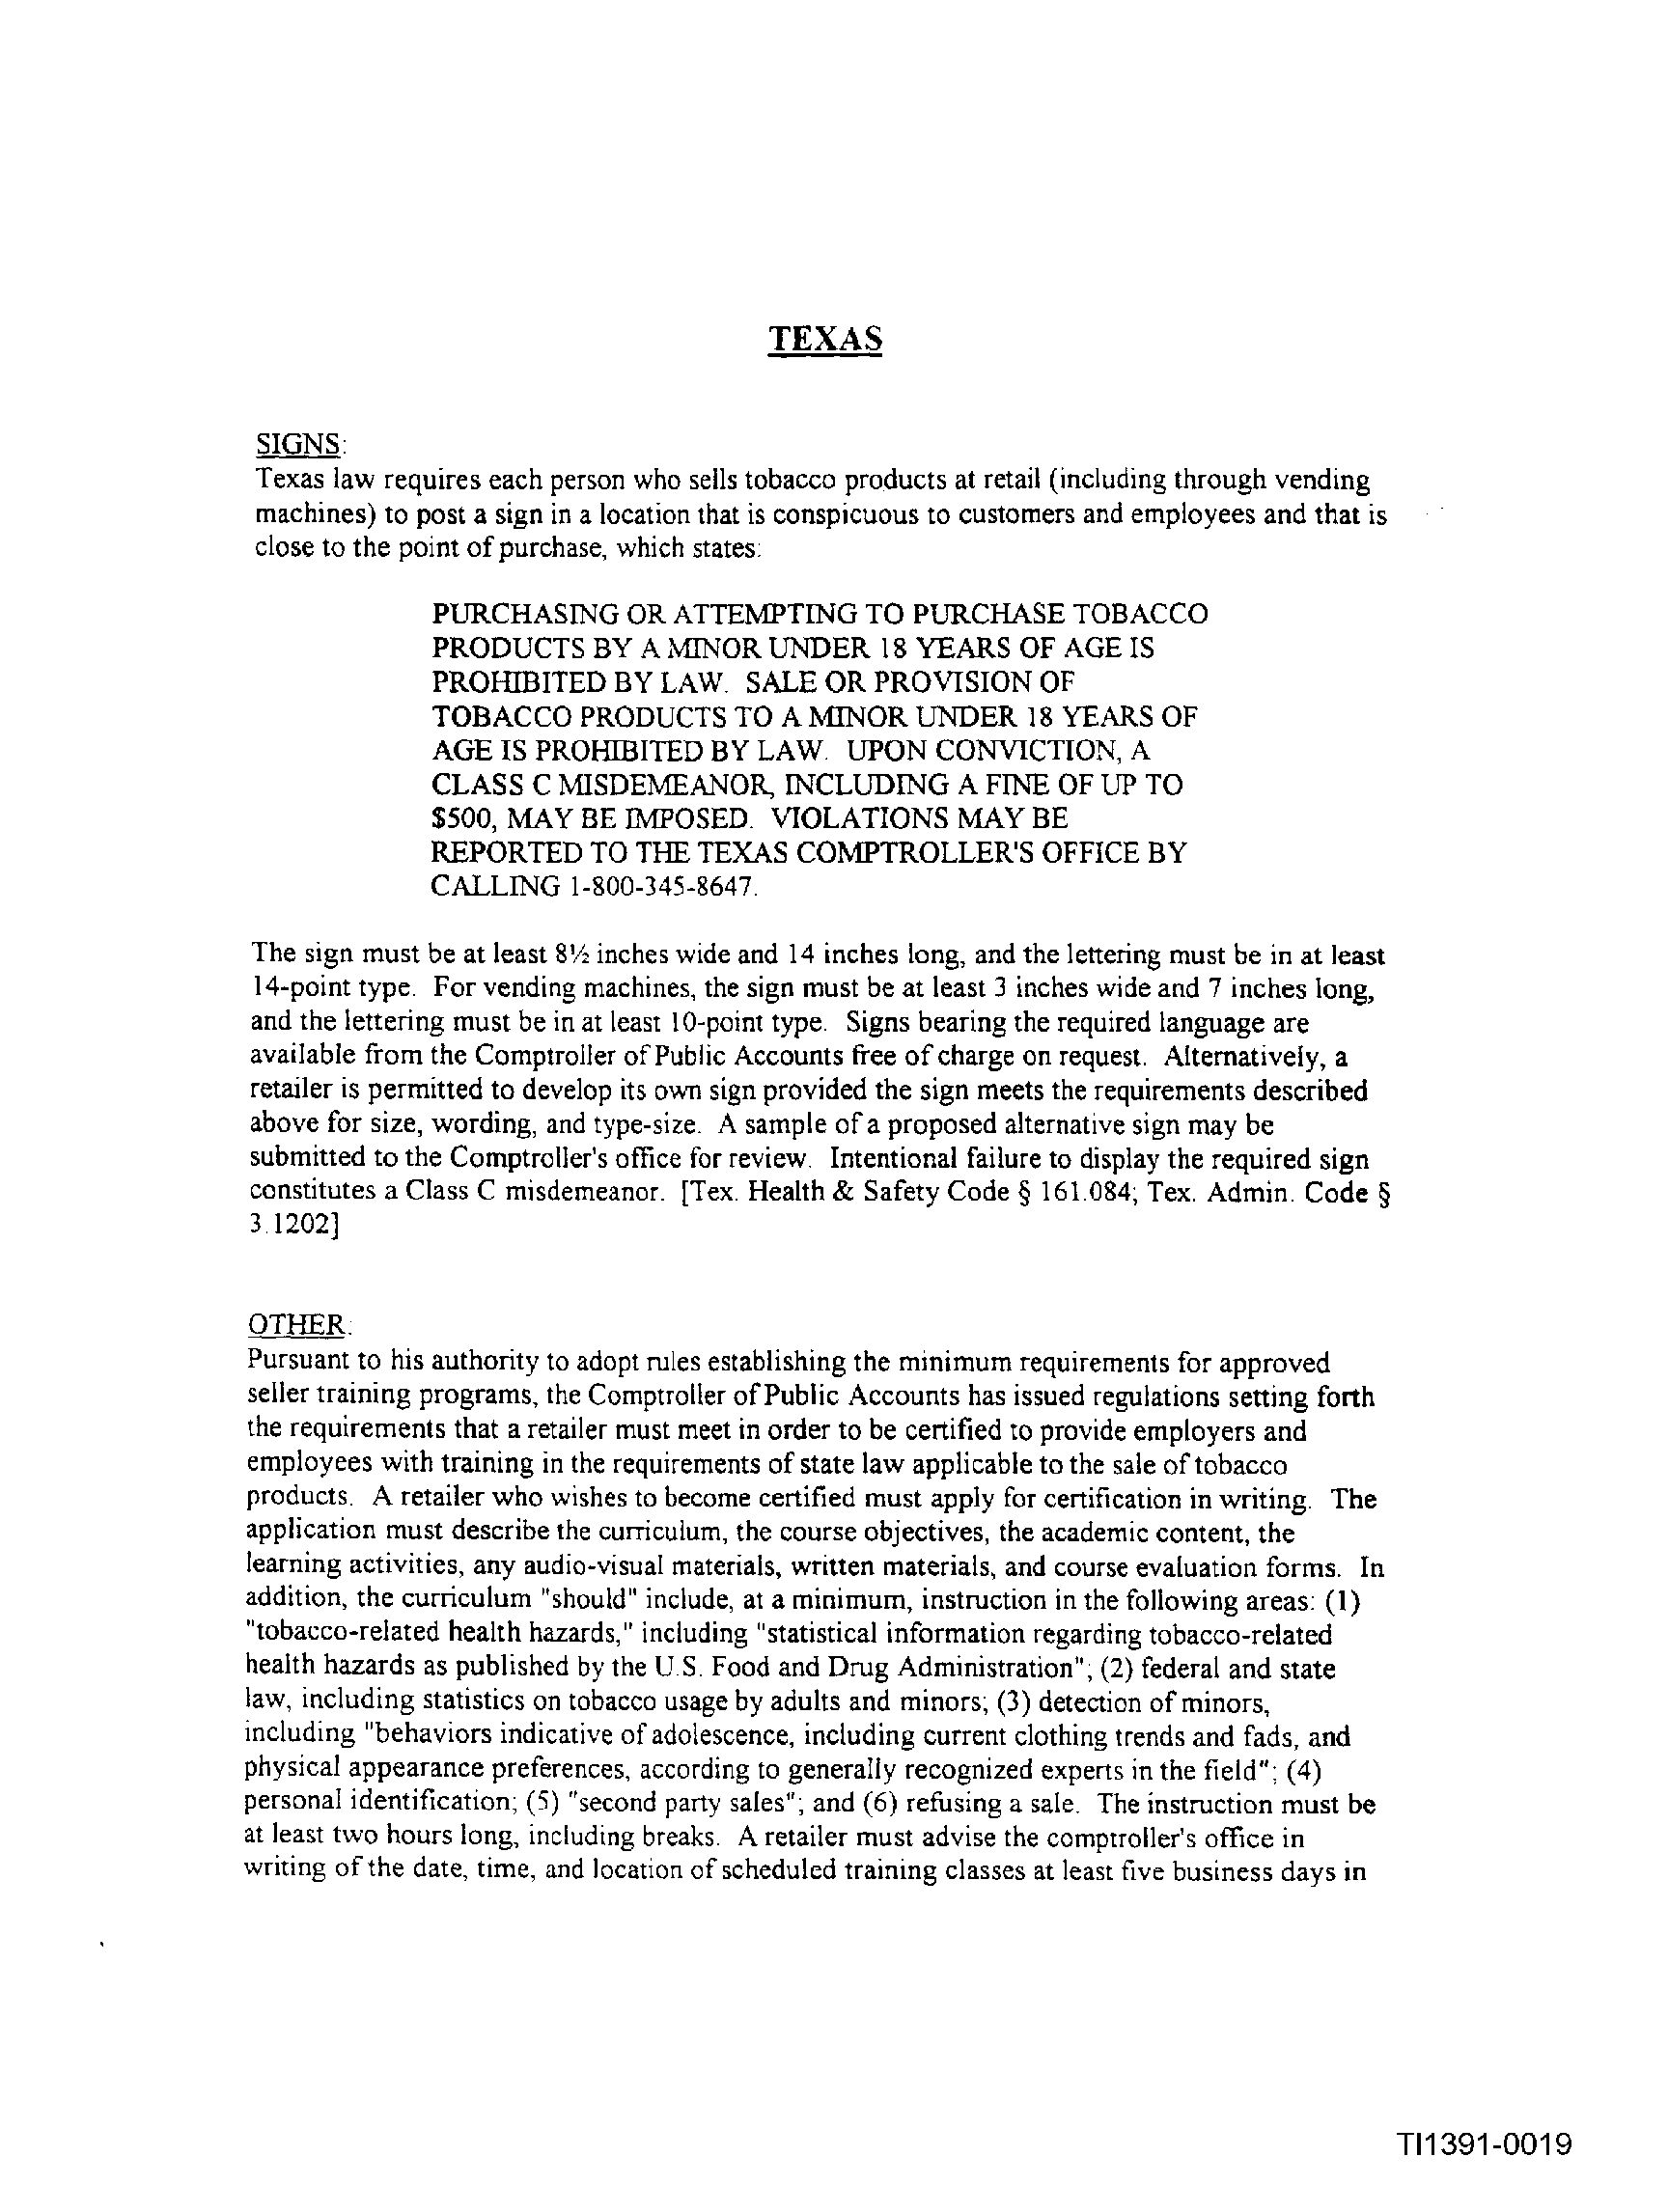 TEXAS
SIGNS:
Texas law requires each person who sells tobacco products at retail (including through vending
machines) to post a sign in a location that is conspicuous to customers and employees and that is
close to the point of purchase, which states:
PURCHASING OR ATTEMPTING TO PURCHASE TOBACCO
PRODUCTS BY A MINOR UNDER 18 YEARS OF AGE IS
PROHIBITED BY LAW. SALE OR PROVISION OF
TOBACCO PRODUCTS TO A MINOR UNDER 18 YEARS OF
AGE IS PROHIBITED BY LAW. UPON CONVICTION, A
CLASS C MISDEMEANOR, INCLUDING A FINE OF UP TO
$500, MAY BE IMPOSED. VIOLATIONS MAY BE
REPORTED TO THE TEXAS COMPTROLLER'S OFFICE BY
CALLING 1-800-345-8647.
The sign must be at least 8½ inches wide and 14 inches long, and the lettering must be in at least
14-point type. For vending machines, the sign must be at least 3 inches wide and 7 inches long,
and the lettering must be in at least 10-point type. Signs bearing the required language are
available from the Comptroller of Public Accounts free of charge on request. Alternatively, a
retailer is permitted to develop its own sign provided the sign meets the requirements described
above for size, wording, and type-size. A sample of a proposed alternative sign may be
submitted to the Comptroller's office for review. Intentional failure to display the required sign
constitutes a Class C misdemeanor. [Tex. Health & Safety Code § 161.084; Tex. Admin. Code §
3.1202]
OTHER:
Pursuant to his authority to adopt rules establishing the minimum requirements for approved
seller training programs, the Comptroller of Public Accounts has issued regulations setting forth
the requirements that a retailer must meet in order to be certified to provide employers and
employees with training in the requirements of state law applicable to the sale of tobacco
products. A retailer who wishes to become certified must apply for certification in writing. The
application must describe the curriculum, the course objectives, the academic content, the
learning activities, any audio-visual materials, written materials, and course evaluation forms. In
addition, the curriculum "should" include, at a minimum, instruction in the following areas: (1)
"tobacco-related health hazards," including "statistical information regarding tobacco-related
health hazards as published by the U.S. Food and Drug Administration"; (2) federal and state
law, including statistics on tobacco usage by adults and minors; (3) detection of minors,
including "behaviors indicative of adolescence, including current clothing trends and fads, and
physical appearance preferences, according to generally recognized experts in the field"; (4)
personal identification; (5) "second party sales"; and (6) refusing a sale. The instruction must be
at least two hours long, including breaks. A retailer must advise the comptroller's office in
writing of the date, time, and location of scheduled training classes at least five business days in
TI1391-0019